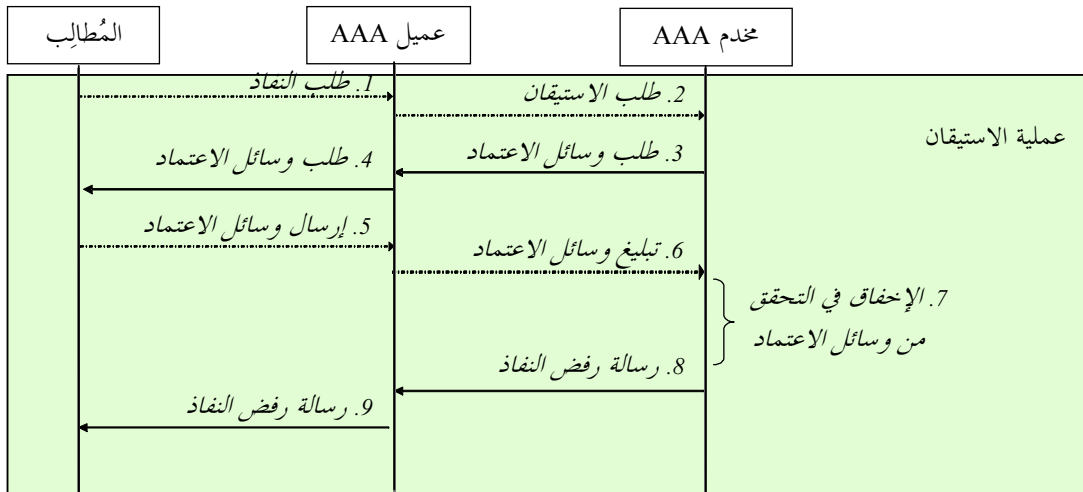 المُطالِب
عميل AAA
مخدم AAA
عملية الاستيقان
1. طلب النفاذ
2. طلب الاستيقان
3. طلب وسائل الاعتماد
4. طلب وسائل الاعتماد
5. إرسال وسائل الاعتماد
6. تبليغ وسائل الاعتماد
7. الإخفاق في التحقق
من وسائل الاعتماد
8. رسالة رفض النفاذ
9. رسالة رفض النفاذ